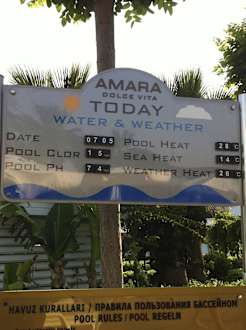 AMARA
DOLCE VITA
TODAY
WATER & WEATHER
DATE 07 05 POOL HEAT 28 C
POOL CLOR 1 5 SEA HEAT 14 C
POOL PH 7 4 WEATHER HEAT 26 C
"HAVUZ KURALLARI / ПРАВИЛА ПОЛЬЗОВАНИЯ БАССЕЙНОМ
POOL RULES / POOL REGELN